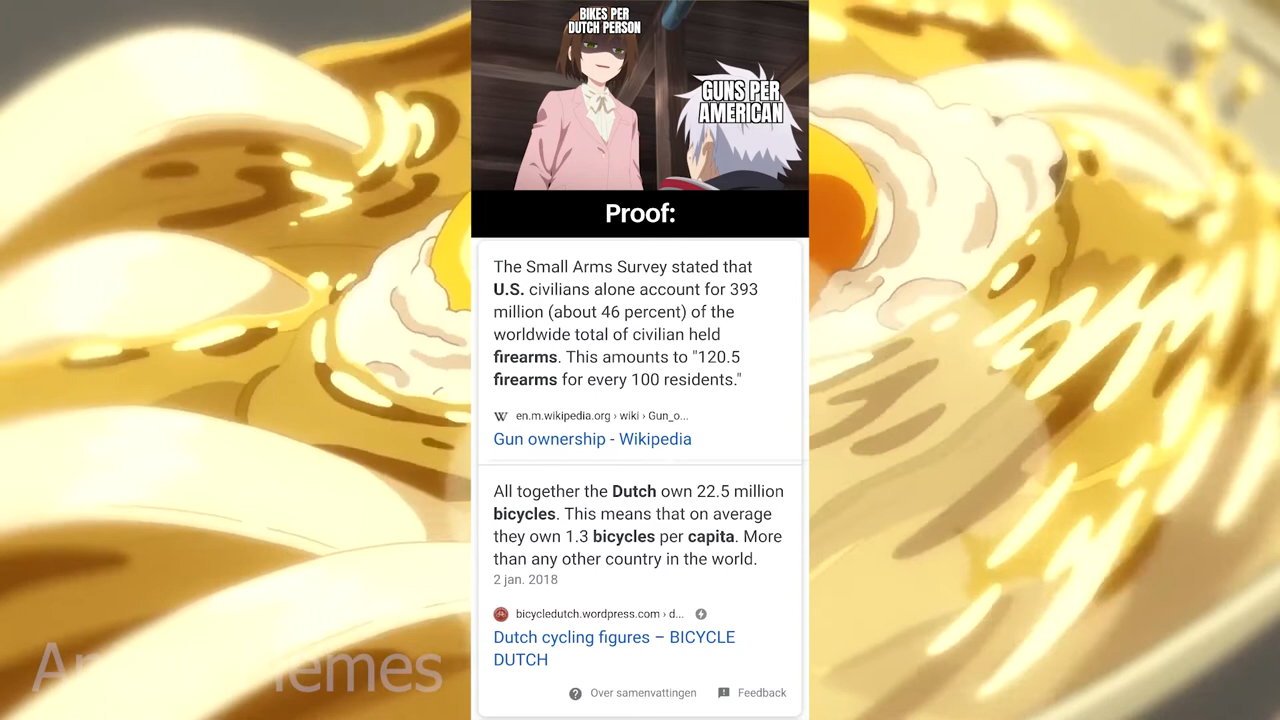 BIKES PER
DUTCH PERSON
GUNS PER
AMERICAN
Proof:
The Small Arms Survey stated that
U.S. civilians alone account for 393
million (about 46 percent) of the
worldwide total of civilian held
firearms. This amounts to "120.5
firearms for every 100 residents."
en.m.wikipedia.org › wiki › Gun_o...
Gun ownership - Wikipedia
All together the Dutch own 22.5 million
bicycles. This means that on average
they own 1.3 bicycles per capita. More
than any other country in the world.
2 jan. 2018
bicycledutch.wordpress.com › d...
Dutch cycling figures – BICYCLE
DUTCH
Over samenvattingen
Feedback